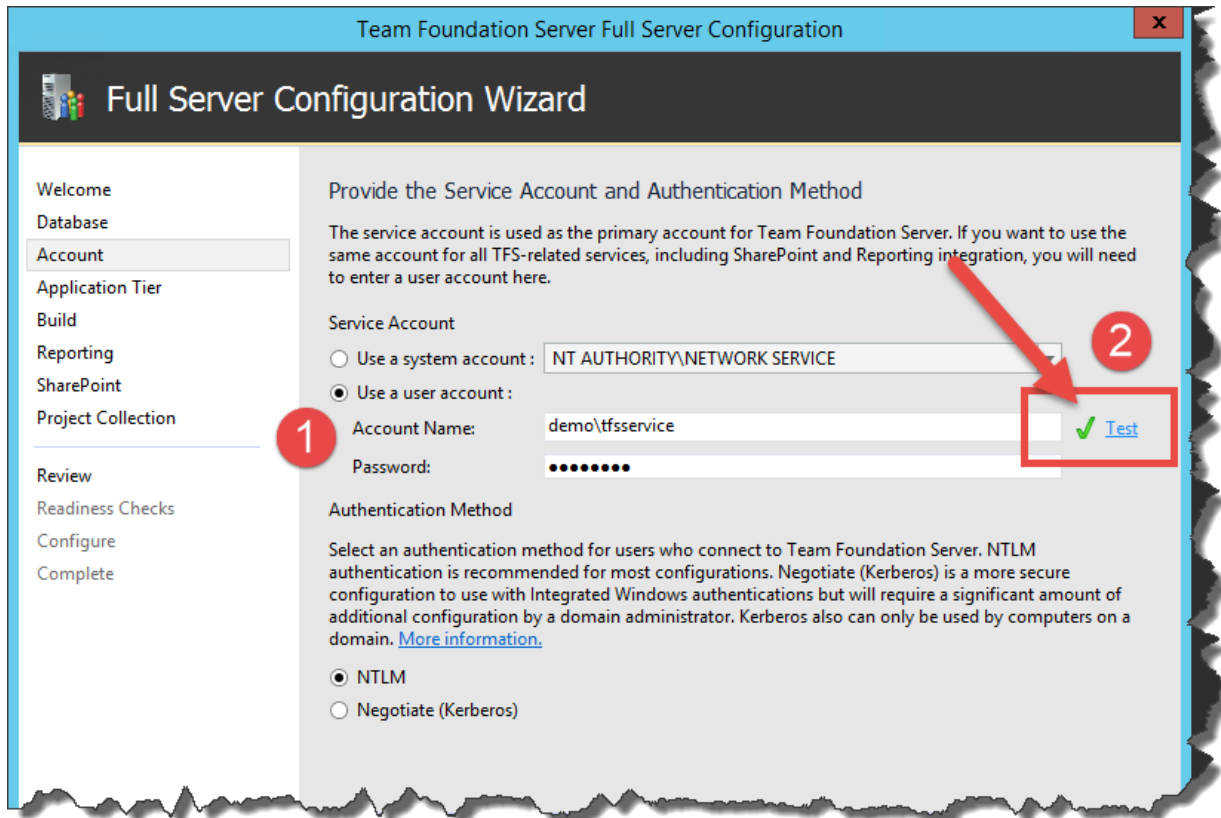 Team Foundation Server Full Server Configuration
x
Full Server Configuration Wizard
Welcome
Database
Account
Application Tier
Build
Reporting
SharePoint
Project Collection
Review
Readiness Checks
Configure
Complete
Provide the Service Account and Authentication Method
The service account is used as the primary account for Team Foundation Server. If you want to use the
same account for all TFS-related services, including SharePoint and Reporting integration, you will need
to enter a user account here.
Service Account
Use a system account : NT AUTHORITY\NETWORK SERVICE
2
Use a user account :
1
Account Name: demo\tfsservice
Test
Password: ●●●●●●●●
Authentication Method
Select an authentication method for users who connect to Team Foundation Server. NTLM
authentication is recommended for most configurations. Negotiate (Kerberos) is a more secure
configuration to use with Integrated Windows authentications but will require a significant amount of
additional configuration by a domain administrator. Kerberos also can only be used by computers on a
domain. More information.
NTLM
Negotiate (Kerberos)